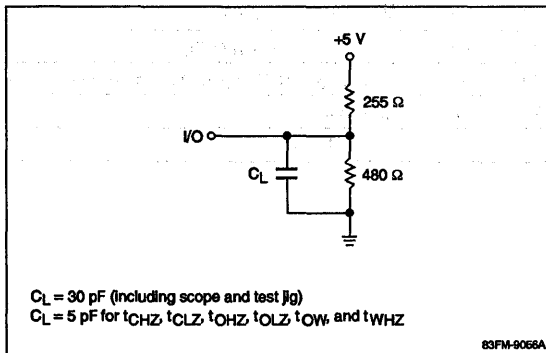 +5 V
255 Ω
I/O
CL
480 Ω
CL = 30 pF (including scope and test jig)
CL = 5 pF for tCHZ, tCLZ, tOHZ, tOLZ, tOW, and tWHZ
83FM-9056A